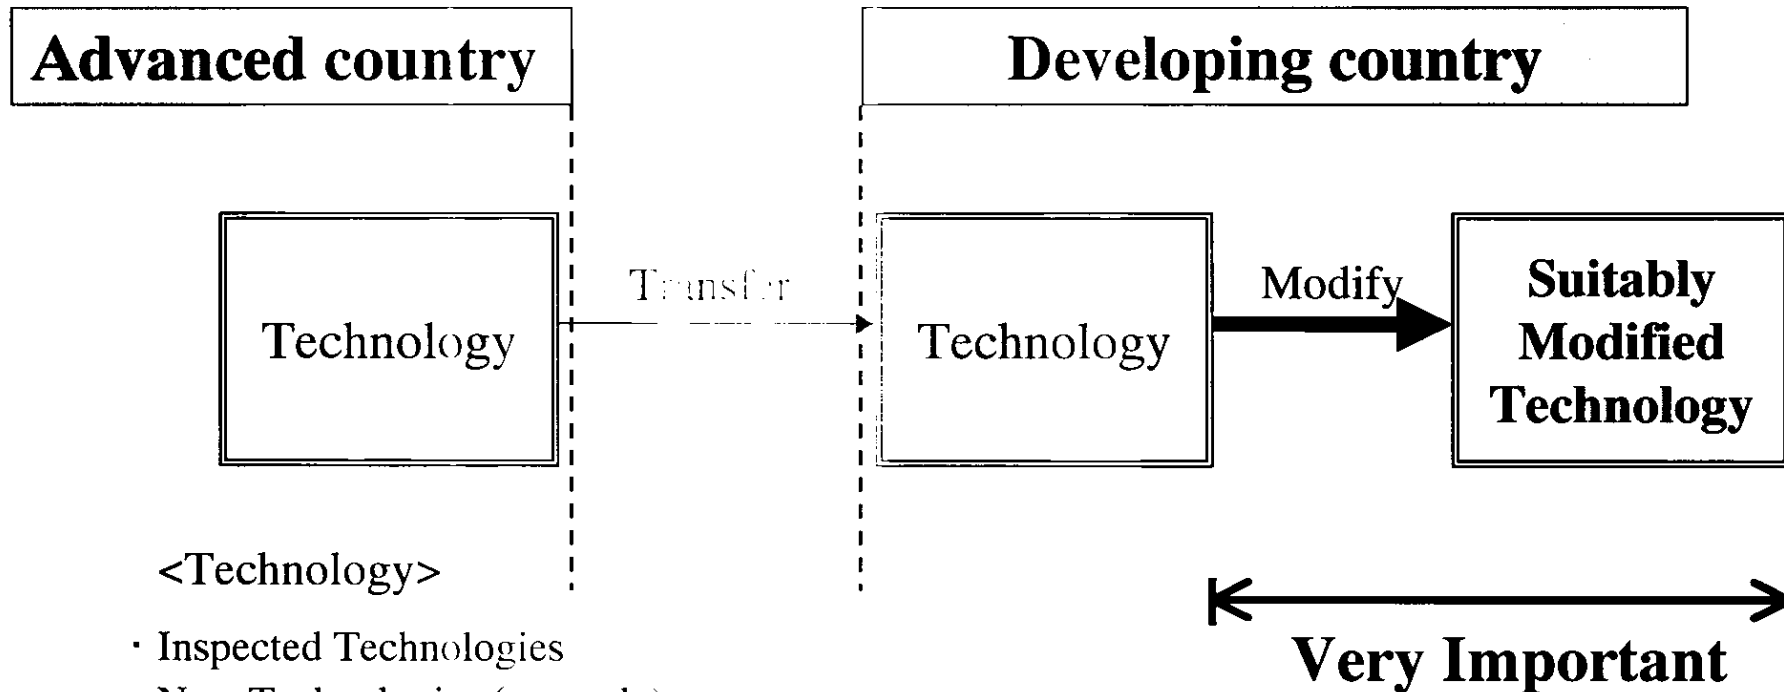 Advanced country
Developing country
Technology
Transfer
Technology
Modify
Suitably
Modified
Technology
<Technology>
· Inspected Technologies
Very Important